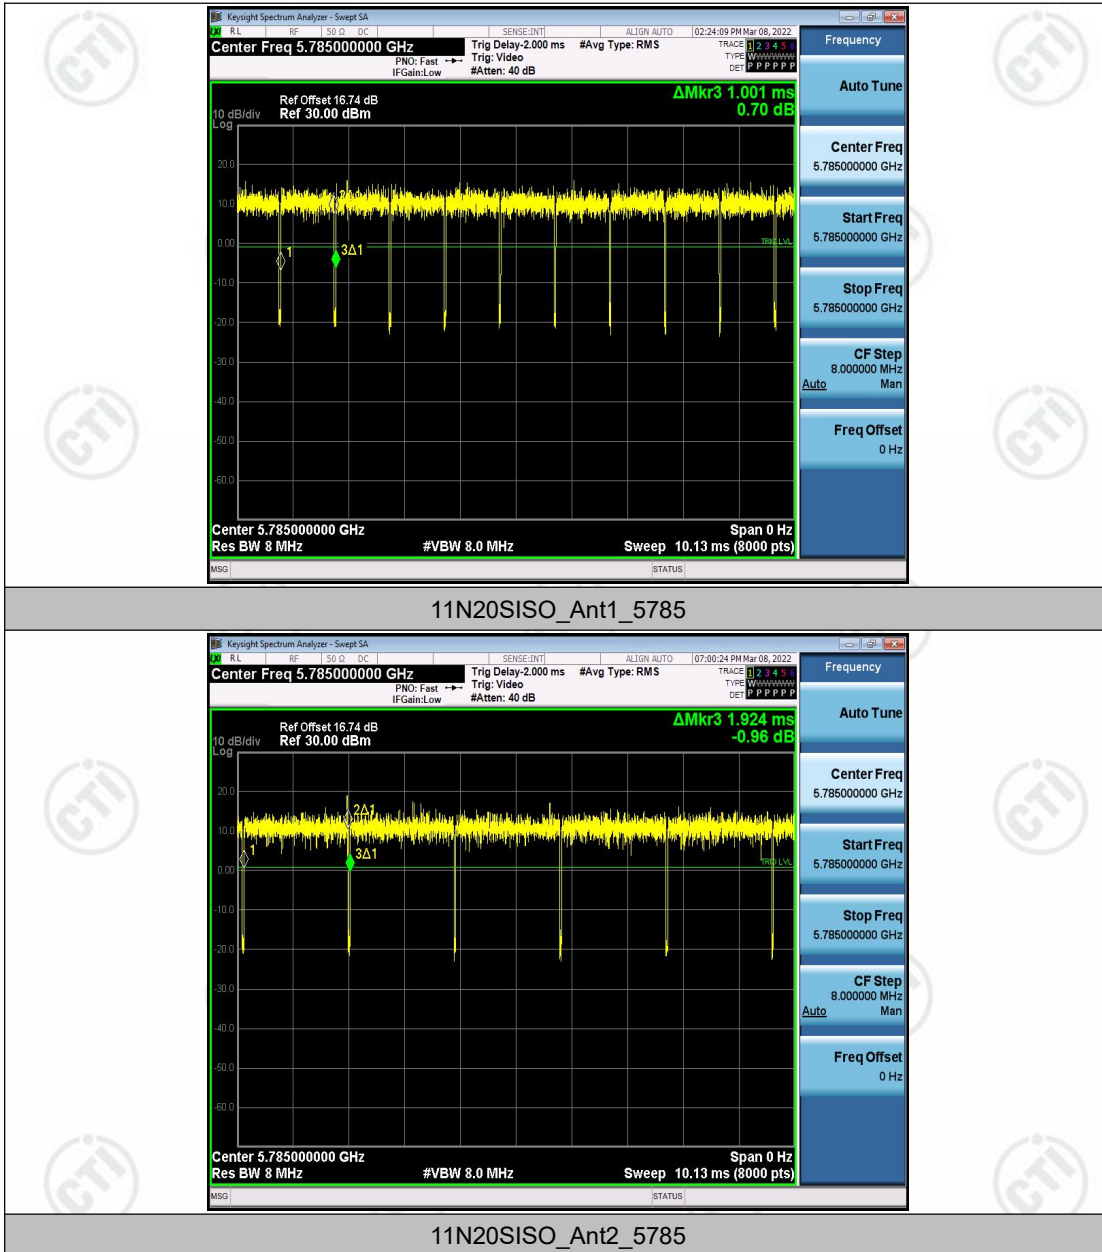 Keysight Spectrum Analyzer - Swept SA
LXI RL RF 50 Ω DC SENSE:INT ALIGN AUTO 02:24:09 PM Mar 08, 2022
Center Freq 5.785000000 GHz
PNO: Fast
IFGain:Low
Trig Delay-2.000 ms
Trig: Video
#Atten: 40 dB
#Avg Type: RMS
TRACE 1 2 3 4 5 6
TYPE WWWWWW
DET P P P P P P
Frequency
Auto Tune
Center Freq
5.785000000 GHz
Start Freq
5.785000000 GHz
Stop Freq
5.785000000 GHz
CF Step
8.000000 MHz
Auto Man
Freq Offset
0 Hz
ΔMkr3 1.001 ms
0.70 dB
Ref Offset 16.74 dB
10 dB/div Ref 30.00 dBm
Log
20.0
10.0
0.00
-10.0
-20.0
-30.0
-40.0
-50.0
-60.0
1
3Δ1
TRIG LVL
Center 5.785000000 GHz Span 0 Hz
Res BW 8 MHz #VBW 8.0 MHz Sweep 10.13 ms (8000 pts)
MSG STATUS
11N20SISO_Ant1_5785
Keysight Spectrum Analyzer - Swept SA
LXI RL RF 50 Ω DC SENSE:INT ALIGN AUTO 07:00:24 PM Mar 08, 2022
Center Freq 5.785000000 GHz
PNO: Fast
IFGain:Low
Trig Delay-2.000 ms
Trig: Video
#Atten: 40 dB
#Avg Type: RMS
TRACE 1 2 3 4 5 6
TYPE WWWWWW
DET P P P P P P
Frequency
Auto Tune
Center Freq
5.785000000 GHz
Start Freq
5.785000000 GHz
Stop Freq
5.785000000 GHz
CF Step
8.000000 MHz
Auto Man
Freq Offset
0 Hz
ΔMkr3 1.924 ms
-0.96 dB
Ref Offset 16.74 dB
10 dB/div Ref 30.00 dBm
Log
20.0
10.0
0.00
-10.0
-20.0
-30.0
-40.0
-50.0
-60.0
1
2Δ1
3Δ1
TRIG LVL
Center 5.785000000 GHz Span 0 Hz
Res BW 8 MHz #VBW 8.0 MHz Sweep 10.13 ms (8000 pts)
MSG STATUS
11N20SISO_Ant2_5785
CTI
CTI
CTI
CTI
CTI
CTI
CTI
CTI